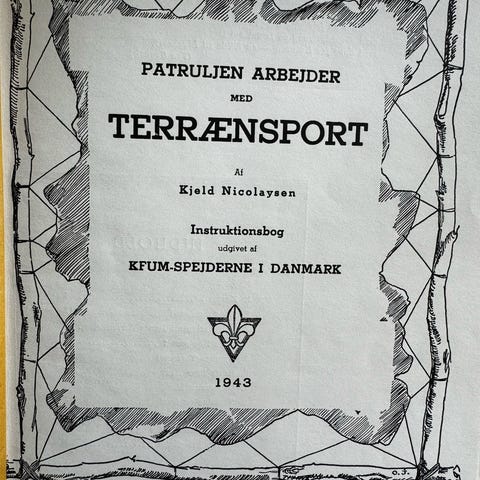 PATRULJEN ARBEJDER
MED
TERRÆNSPORT
Af
Kjeld Nicolaysen
Instruktionsbog
udgivet af
KFUM-SPEJDERNE I DANMARK
1943
O.J.